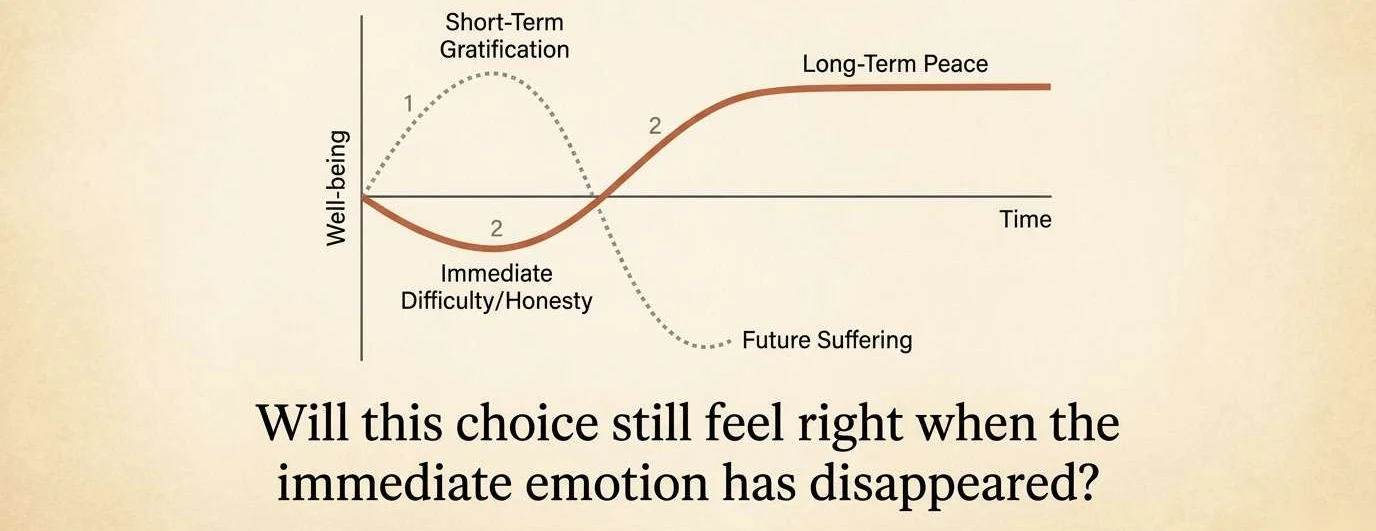 Short-Term
Gratification
Long-Term Peace
1
2
Well-being
Time
2
Immediate
Difficulty/Honesty
Future Suffering
Will this choice still feel right when the
immediate emotion has disappeared?